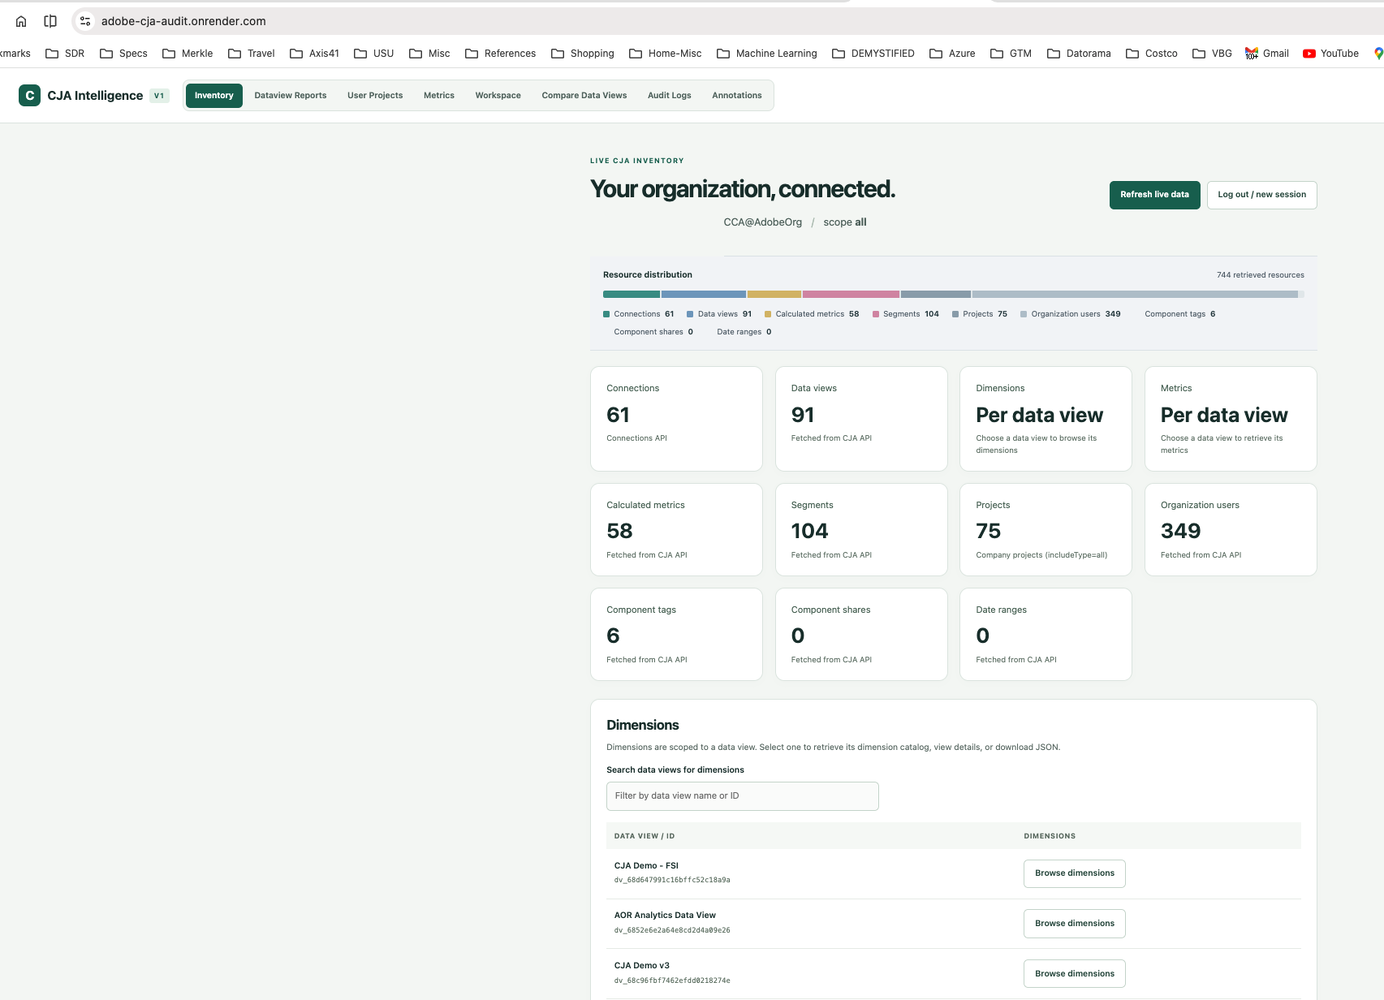 adobe-cja-audit.onrender.com
kmarks SDR Specs Merkle Travel Axis41 USU Misc References Shopping Home-Misc Machine Learning DEMYSTIFIED Azure GTM Datorama Costco VBG Gmail YouTube
C CJA Intelligence V1 Inventory Dataview Reports User Projects Metrics Workspace Compare Data Views Audit Logs Annotations
LIVE CJA INVENTORY
Your organization, connected.
Refresh live data Log out / new session
CCA@AdobeOrg / scope all
Resource distribution 744 retrieved resources
Connections 61 Data views 91 Calculated metrics 58 Segments 104 Projects 75 Organization users 349 Component tags 6
Component shares 0 Date ranges 0
Connections Data views Dimensions Metrics
61 91 Per data view Per data view
Connections API Fetched from CJA API Choose a data view to browse its Choose a data view to retrieve its
dimensions metrics
Calculated metrics Segments Projects Organization users
58 104 75 349
Fetched from CJA API Fetched from CJA API Company projects (includeType=all) Fetched from CJA API
Component tags Component shares Date ranges
6 0 0
Fetched from CJA API Fetched from CJA API Fetched from CJA API
Dimensions
Dimensions are scoped to a data view. Select one to retrieve its dimension catalog, view details, or download JSON.
Search data views for dimensions
Filter by data view name or ID
DATA VIEW / ID DIMENSIONS
CJA Demo - FSI
dv_68d647991c16bffc52c18a9a
Browse dimensions
AOR Analytics Data View
dv_6852e6e2a64e8cd2d4a09e26
Browse dimensions
CJA Demo v3
dv_68c96fbf7462efdd0218274e
Browse dimensions